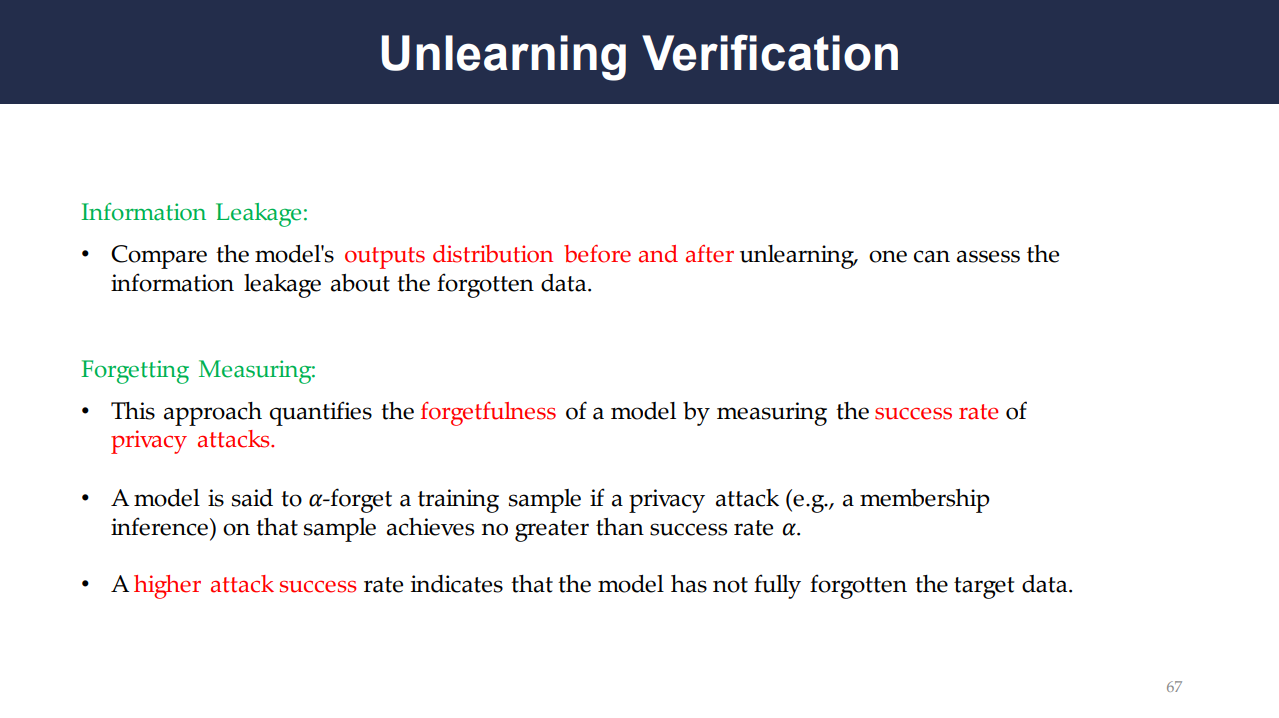 Unlearning Verification
Information Leakage:
• Compare the model's outputs distribution before and after unlearning, one can assess the
information leakage about the forgotten data.
Forgetting Measuring:
• This approach quantifies the forgetfulness of a model by measuring the success rate of
privacy attacks.
• A model is said to 𝛼-forget a training sample if a privacy attack (e.g., a membership
inference) on that sample achieves no greater than success rate 𝛼.
• A higher attack success rate indicates that the model has not fully forgotten the target data.
67